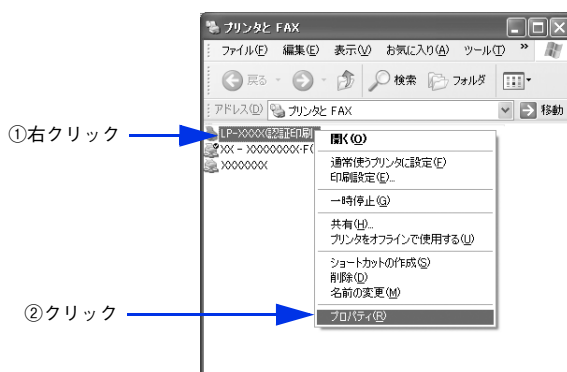 プリンタと FAX
ファイル(F) 編集(E) 表示(V) お気に入り(A) ツール(T) »
戻る 検索 フォルダ
アドレス(D) プリンタと FAX 移動
①右クリック
LP-XXXX(認証印刷)
XX - XXXXXXXX-F(
XXXXXXX
開く(O)
通常使うプリンタに設定(F)
印刷設定(E)...
一時停止(G)
共有(H)...
プリンタをオフラインで使用する(U)
ショートカットの作成(S)
削除(D)
名前の変更(M)
②クリック
プロパティ(R)